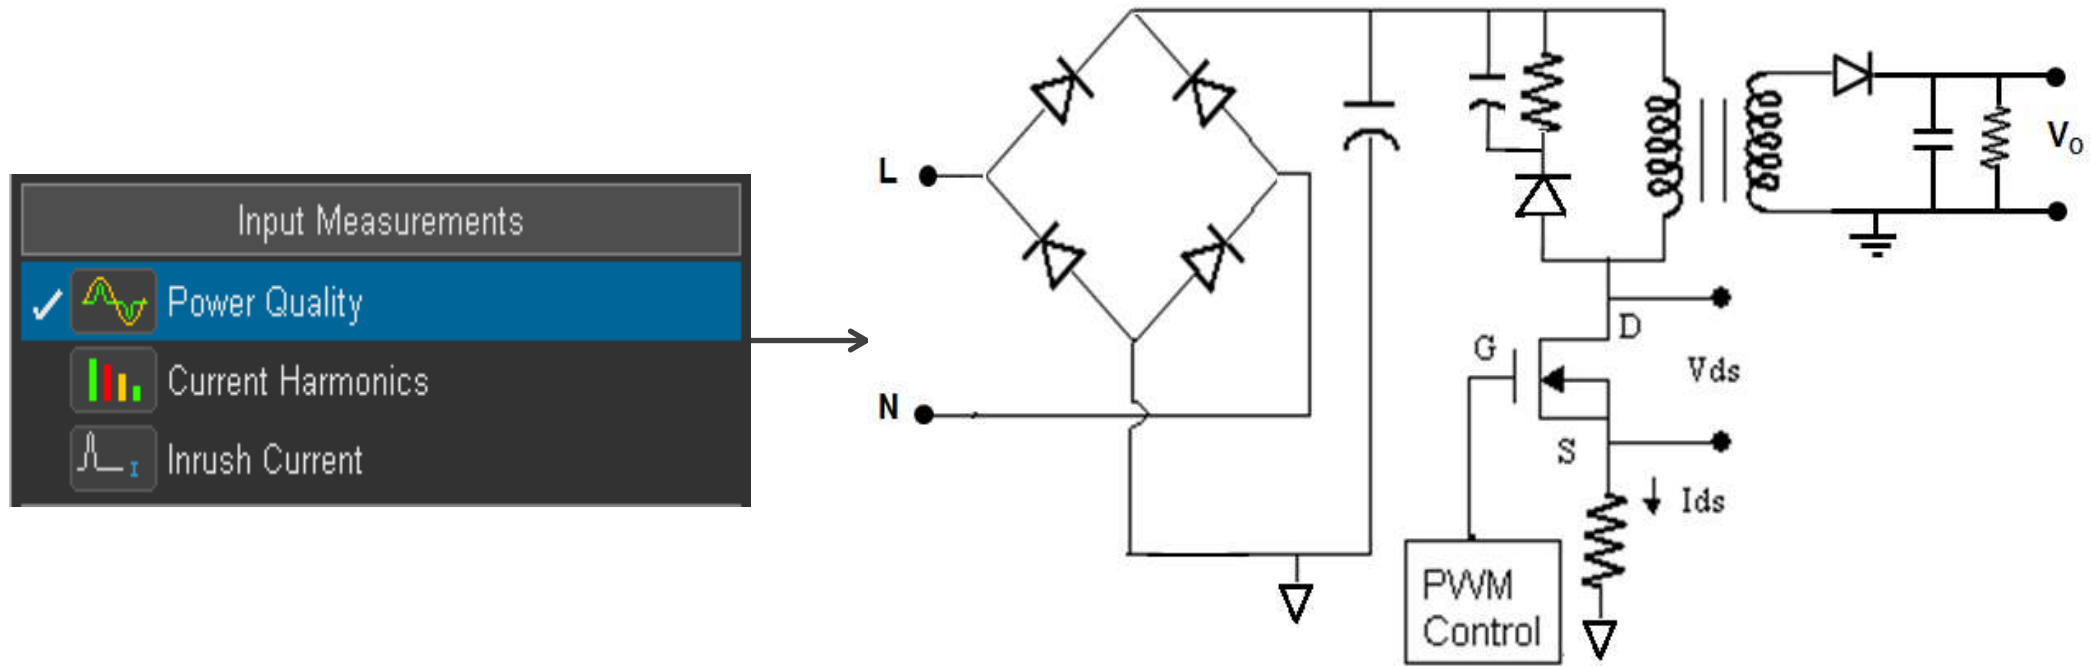 Input Measurements
Power Quality
Current Harmonics
I
Inrush Current
L
N
Vo
D
G
Vds
S
Ids
PWM
Control